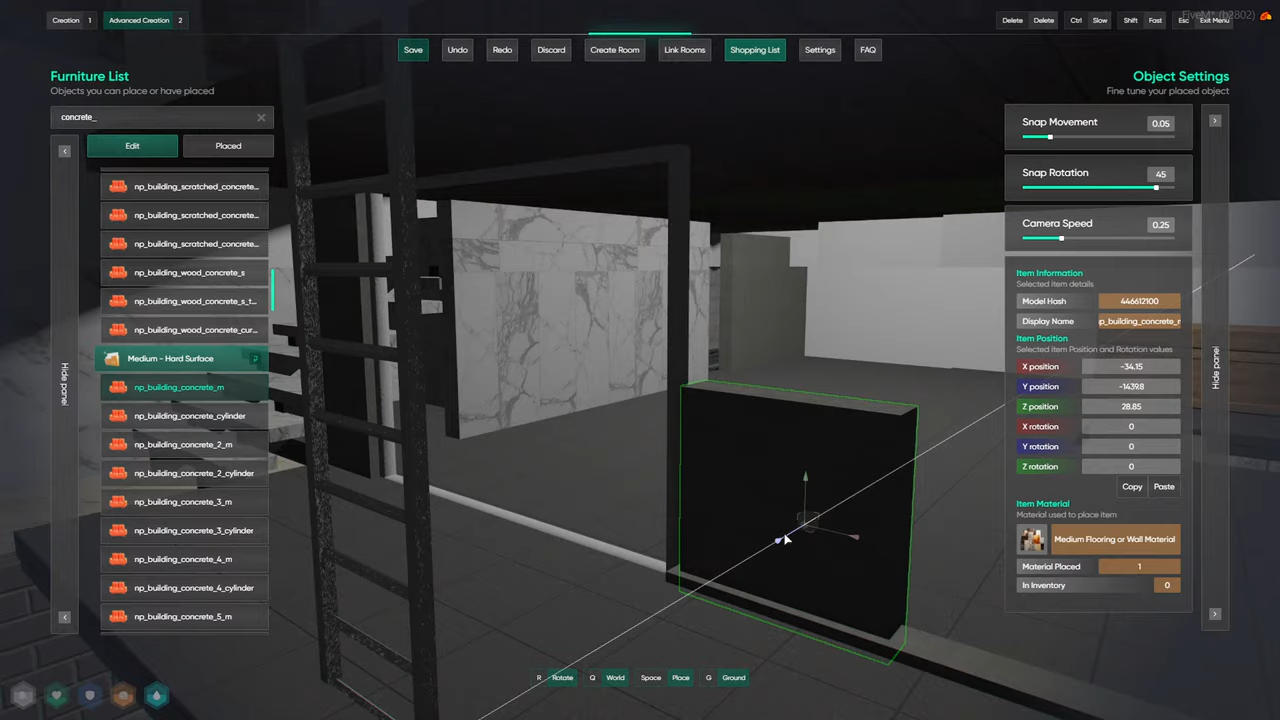 Creation 1 Advanced Creation 2
FiveM* (b2802)
Delete Delete Ctrl Slow Shift Fast Esc Exit Menu
Save Undo Redo Discard Create Room Link Rooms Shopping List Settings FAQ
Furniture List
Objects you can place or have placed
concrete_
Edit Placed
np_building_scratched_concrete...
np_building_scratched_concrete...
np_building_scratched_concrete...
np_building_wood_concrete_s
np_building_wood_concrete_s_t...
np_building_wood_concrete_cur...
Medium - Hard Surface
np_building_concrete_m
np_building_concrete_cylinder
np_building_concrete_2_m
np_building_concrete_2_cylinder
np_building_concrete_3_m
np_building_concrete_3_cylinder
np_building_concrete_4_m
np_building_concrete_4_cylinder
np_building_concrete_5_m
Hide panel
Object Settings
Fine tune your placed object
Snap Movement 0.05
Snap Rotation 45
Camera Speed 0.25
Item Information
Selected item details
Model Hash 446612100
Display Name p_building_concrete_r
Item Position
Selected item Position and Rotation values
X position -34.15
Y position -1439.8
Z position 28.85
X rotation 0
Y rotation 0
Z rotation 0
Copy Paste
Item Material
Material used to place item
Medium Flooring or Wall Material
Material Placed 1
In Inventory 0
Hide panel
R Rotate Q World Space Place G Ground